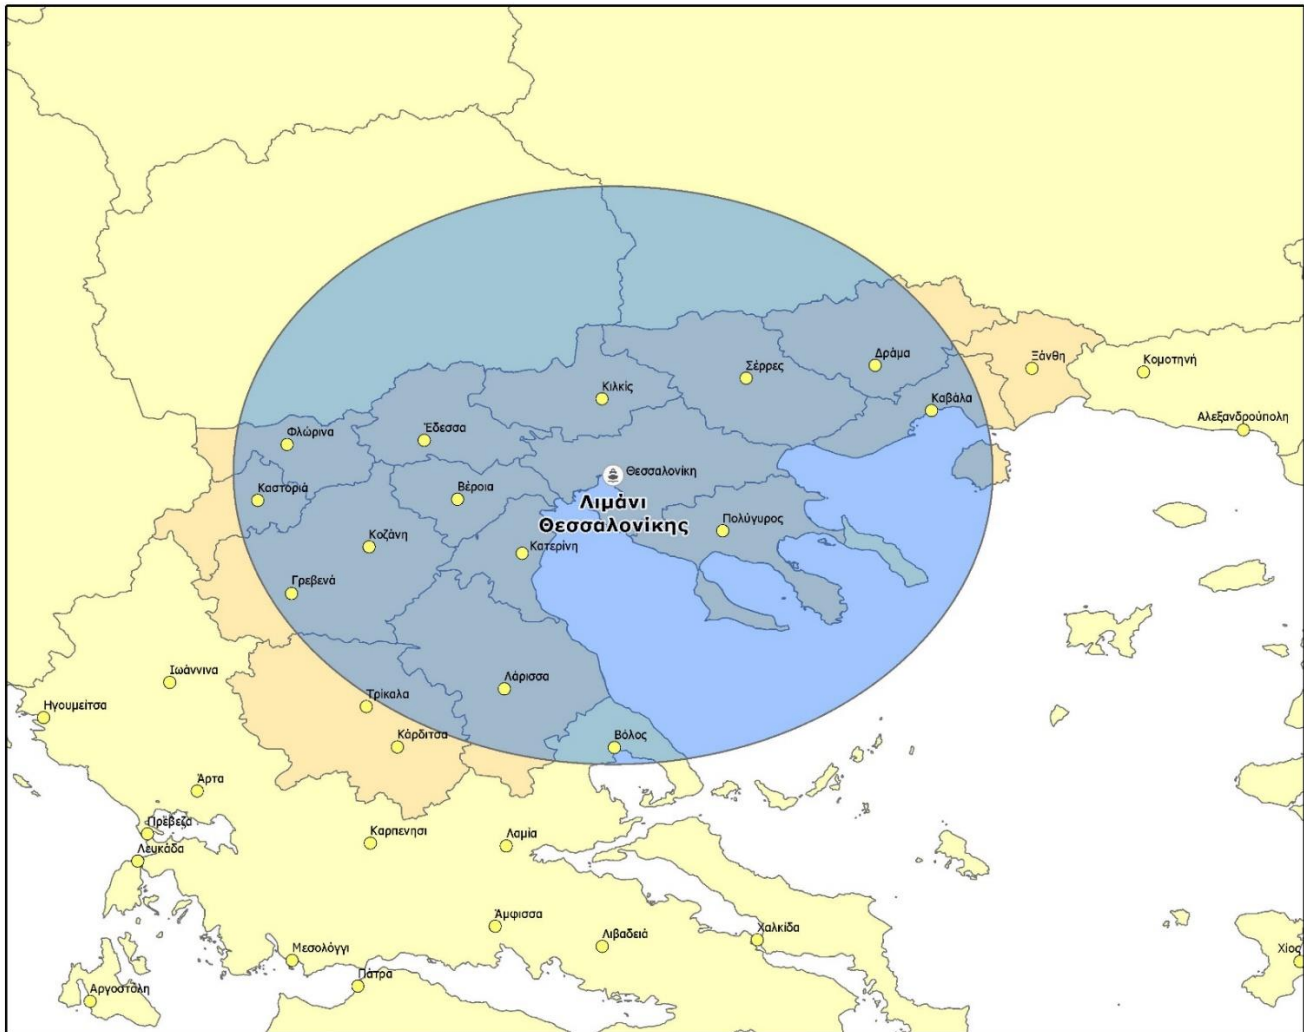 Ξάνθη
Δράμα
Κομοτηνή
Σέρρες
Κιλκίς
Καβάλα
Αλεξανδρούπολη
Φλώρινα
Έδεσσα
Θεσσαλονίκη
Καστοριά
Βέροια
Λιμάνι
Θεσσαλονίκης
Πολύγυρος
Κοζάνη
Κατερίνη
Γρεβενά
Ιωάννινα
Λάρισσα
Τρίκαλα
Ηγουμείτσα
Κάρδιτσα
Βόλος
Άρτα
Πρέβεζα
Καρπενησι
Λαμία
Λευκάδα
Άμφισσα
Λιβαδειά
Χαλκίδα
Μεσολόγγι
Χίος
Πάτρα
Αργοστόλη